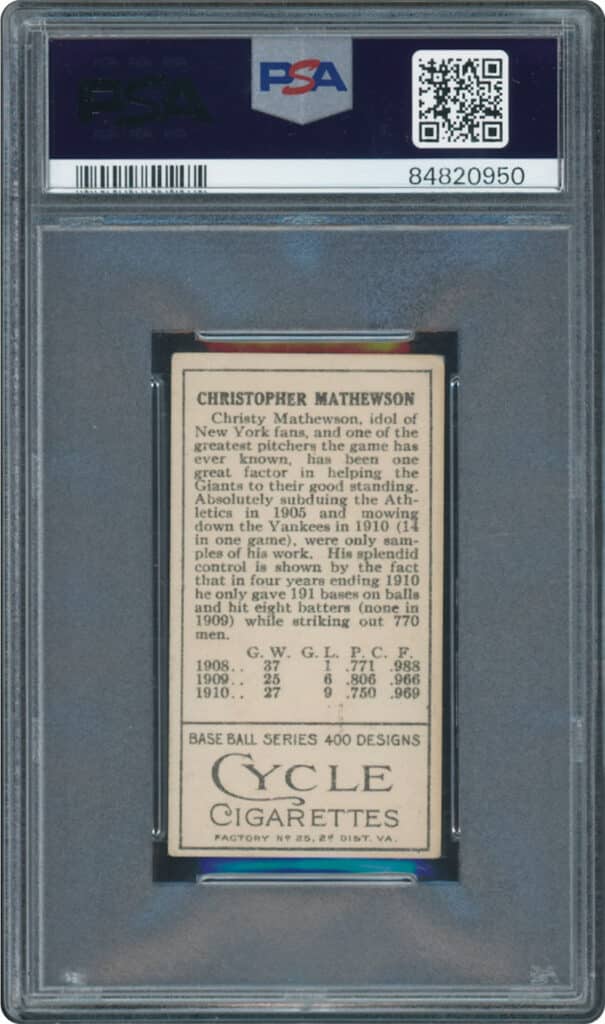 PSA
84820950
CHRISTOPHER MATHEWSON
Christy Mathewson, idol of
New York fans, and one of the
greatest pitchers the game has
ever known, has been one
great factor in helping the
Giants to their good standing.
Absolutely subduing the Ath-
letics in 1905 and mowing
down the Yankees in 1910 (14
in one game), were only sam-
ples of his work. His splendid
control is shown by the fact
that in four years ending 1910
he only gave 191 bases on balls
and hit eight batters (none in
1909) while striking out 770
men.
G. W. G. L. P. C. F.
1908.. 37 1 .771 .988
1909.. 25 6 .806 .966
1910.. 27 9 .750 .969
BASE BALL SERIES 400 DESIGNS
CYCLE
CIGARETTES
FACTORY Nº 25, 2d DIST. VA.